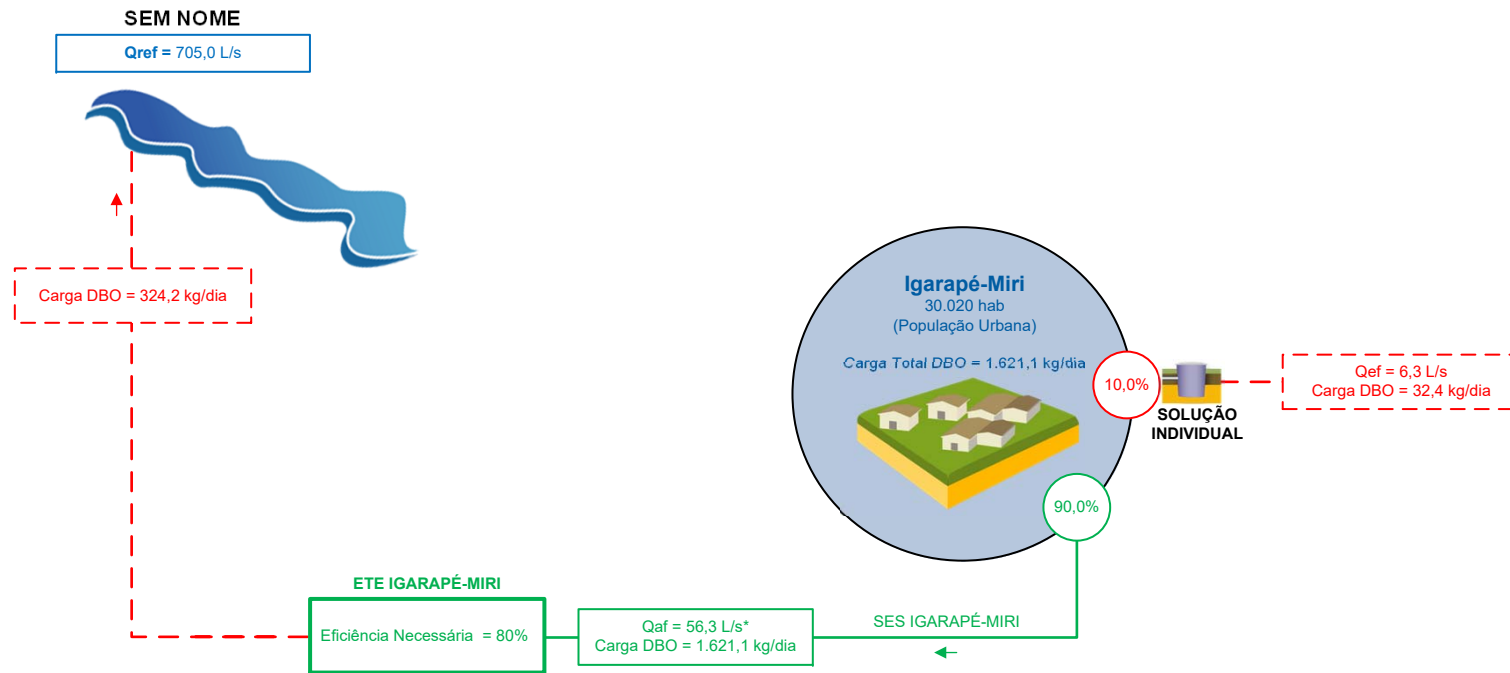 SEM NOME
Qref = 705,0 L/s
Carga DBO = 324,2 kg/dia
Igarapé-Miri
30.020 hab
(População Urbana)
Carga Total DBO = 1.621,1 kg/dia
10,0%
SOLUÇÃO
INDIVIDUAL
Qef = 6,3 L/s
Carga DBO = 32,4 kg/dia
90,0%
ETE IGARAPÉ-MIRI
Eficiência Necessária = 80%
Qaf = 56,3 L/s*
Carga DBO = 1.621,1 kg/dia
SES IGARAPÉ-MIRI